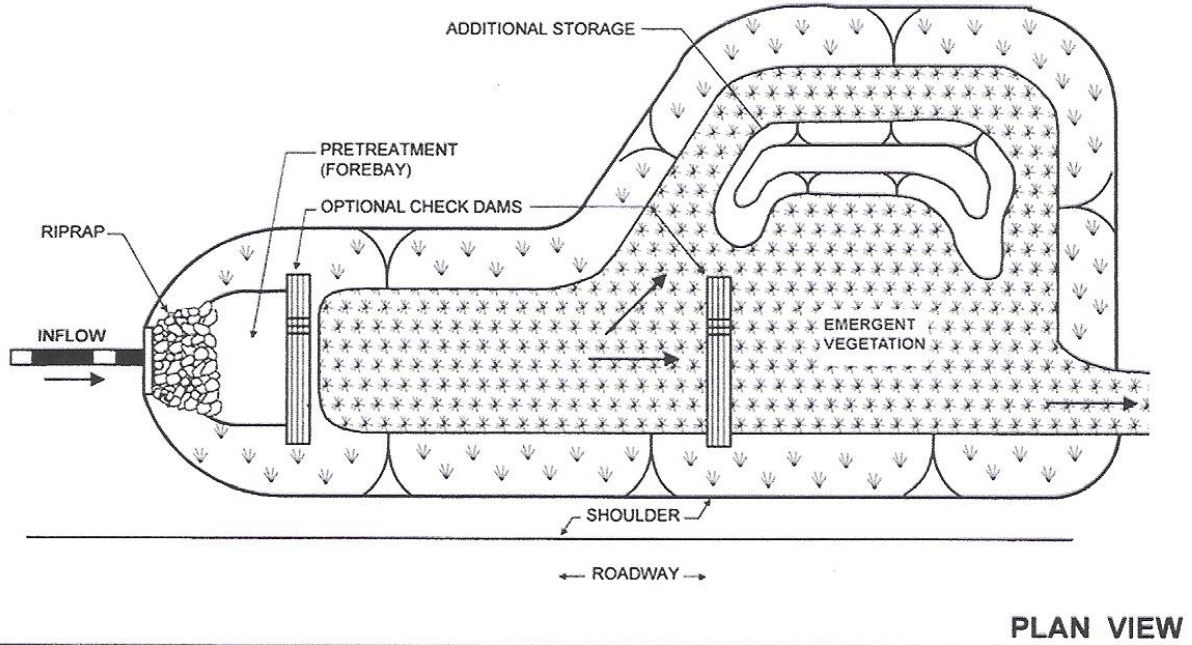 ADDITIONAL STORAGE
PRETREATMENT
(FOREBAY)
OPTIONAL CHECK DAMS
RIPRAP
INFLOW
EMERGENT
VEGETATION
SHOULDER
ROADWAY
PLAN VIEW